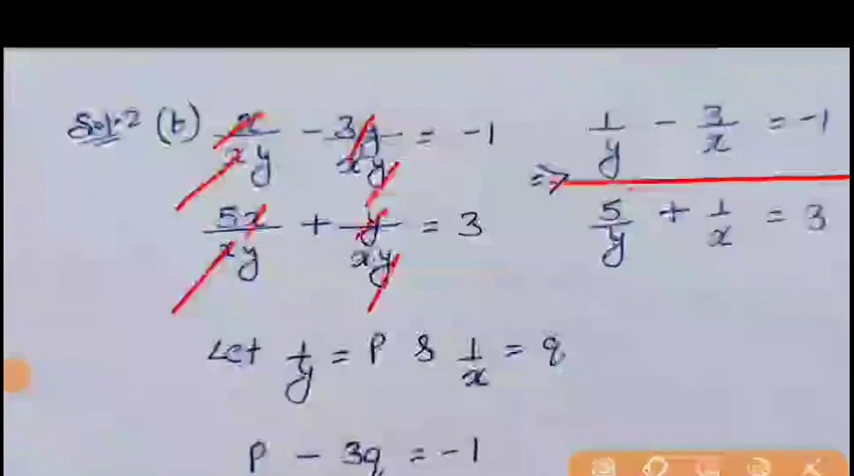 Sol.2 (b) x/xy - 3y/xy = -1 => 1/y - 3/x = -1
5x/xy + y/xy = 3 5/y + 1/x = 3
Let 1/y = P & 1/x = q
P - 3q = -1